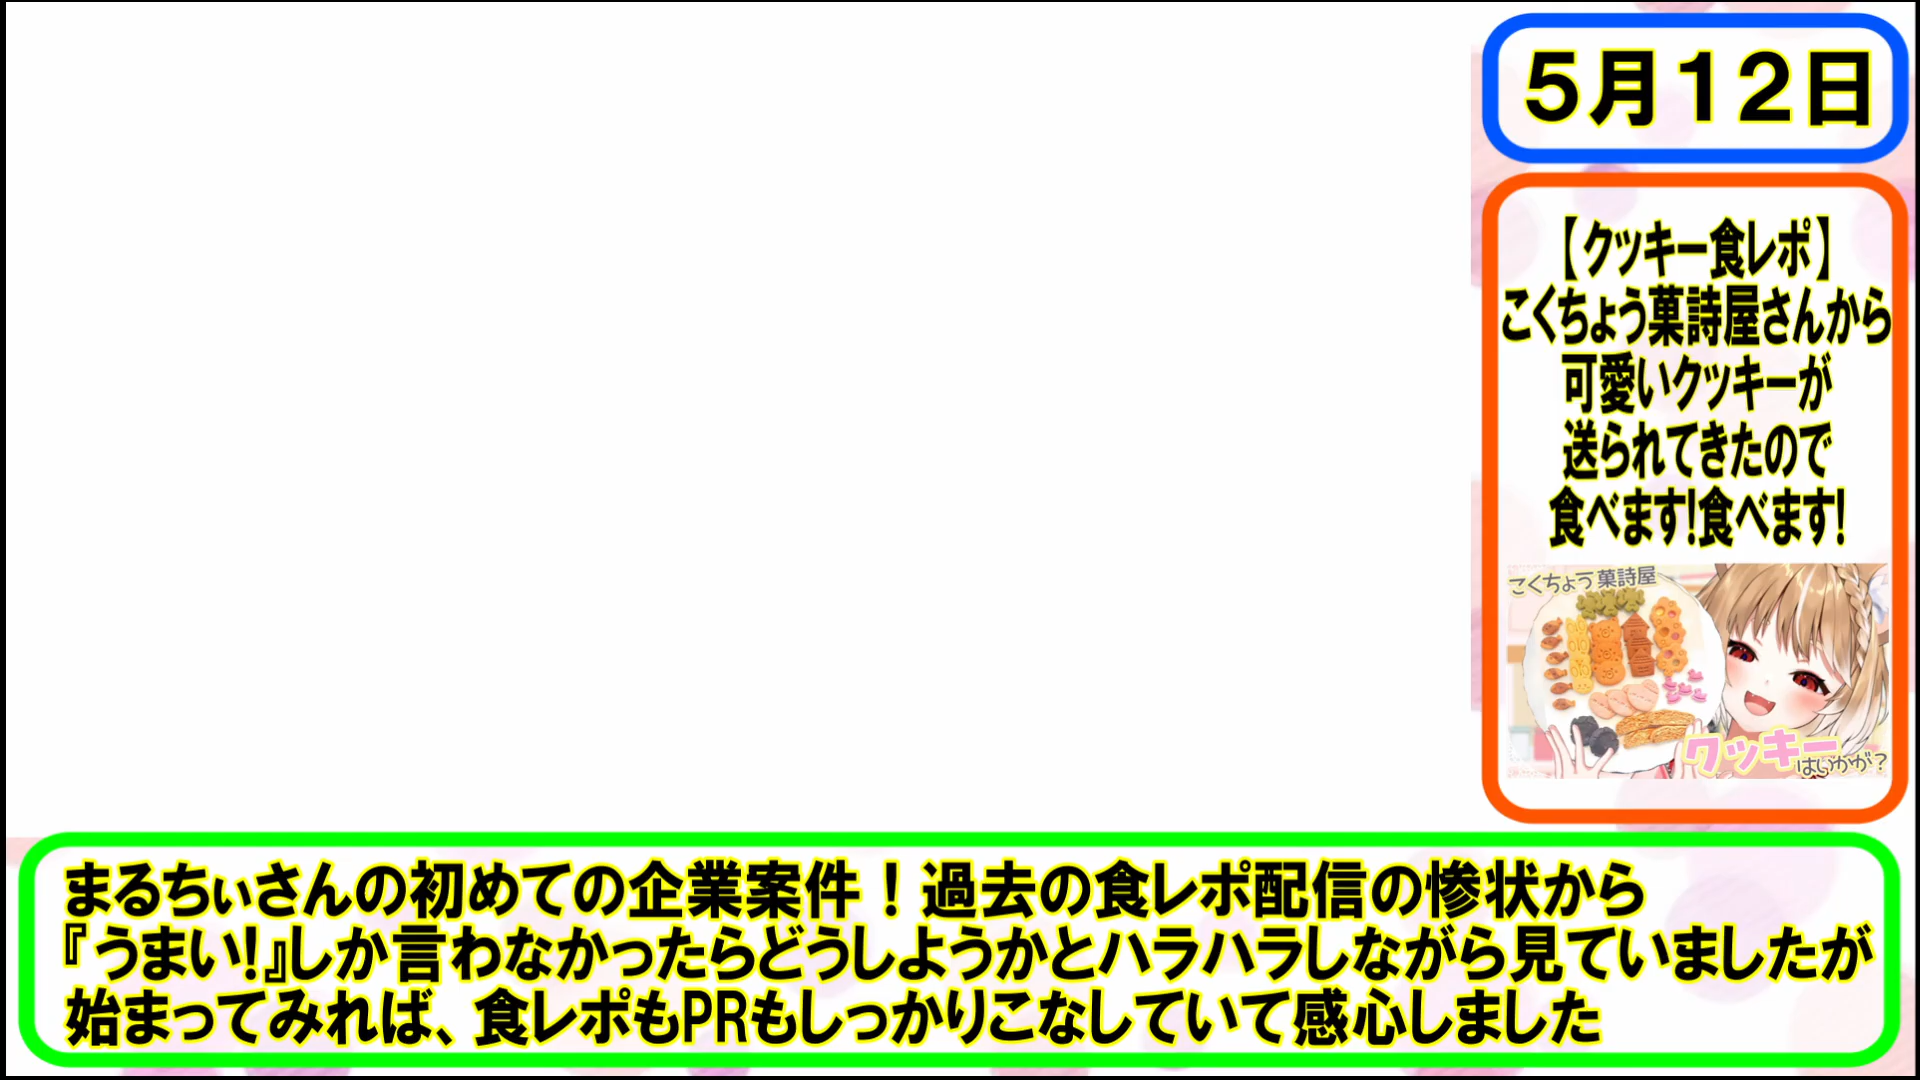 5月12日
【クッキー食レポ】
こくちょう菓詩屋さんから
可愛いクッキーが
送られてきたので
食べます!食べます!
こくちょう菓詩屋
クッキー
はいかが?
まるちぃさんの初めての企業案件!過去の食レポ配信の惨状から
『うまい!』しか言わなかったらどうしようかとハラハラしながら見ていましたが
始まってみれば、食レポもPRもしっかりこなしていて感心しました